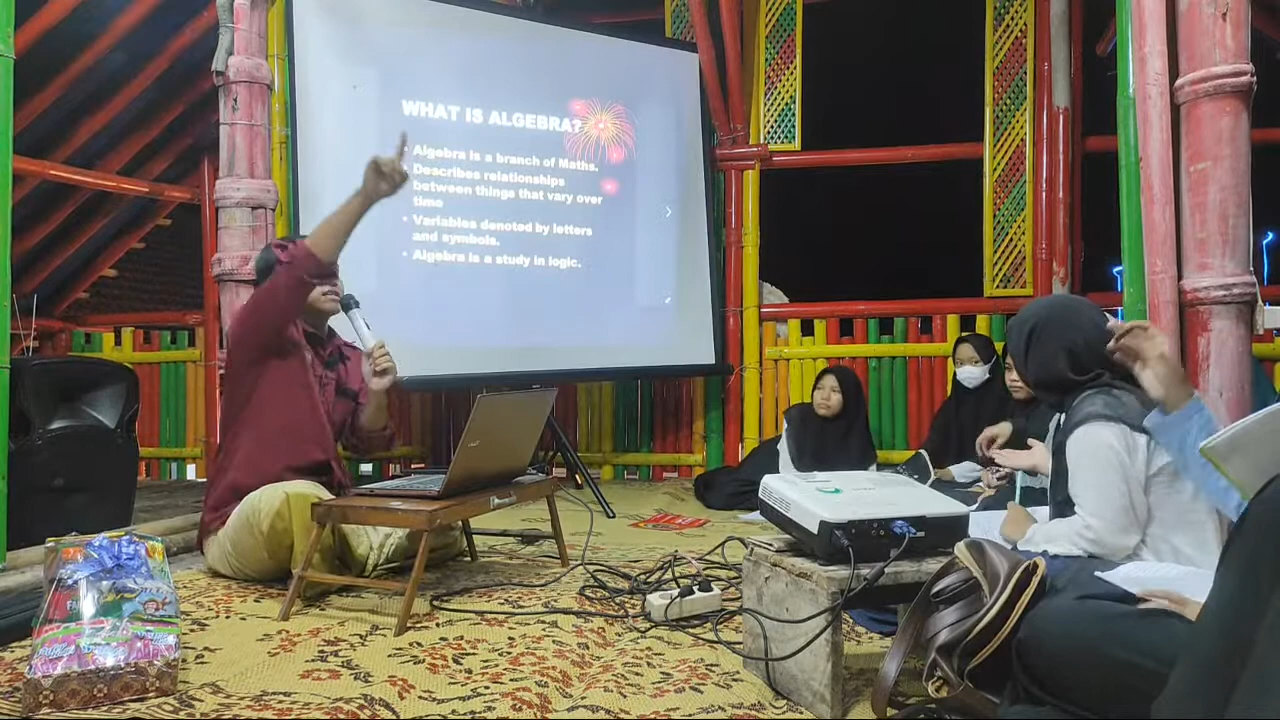 WHAT IS ALGEBRA?
• Algebra is a branch of Maths.
• Describes relationships
between things that vary over
time
• Variables denoted by letters
and symbols.
• Algebra is a study in logic.
acer